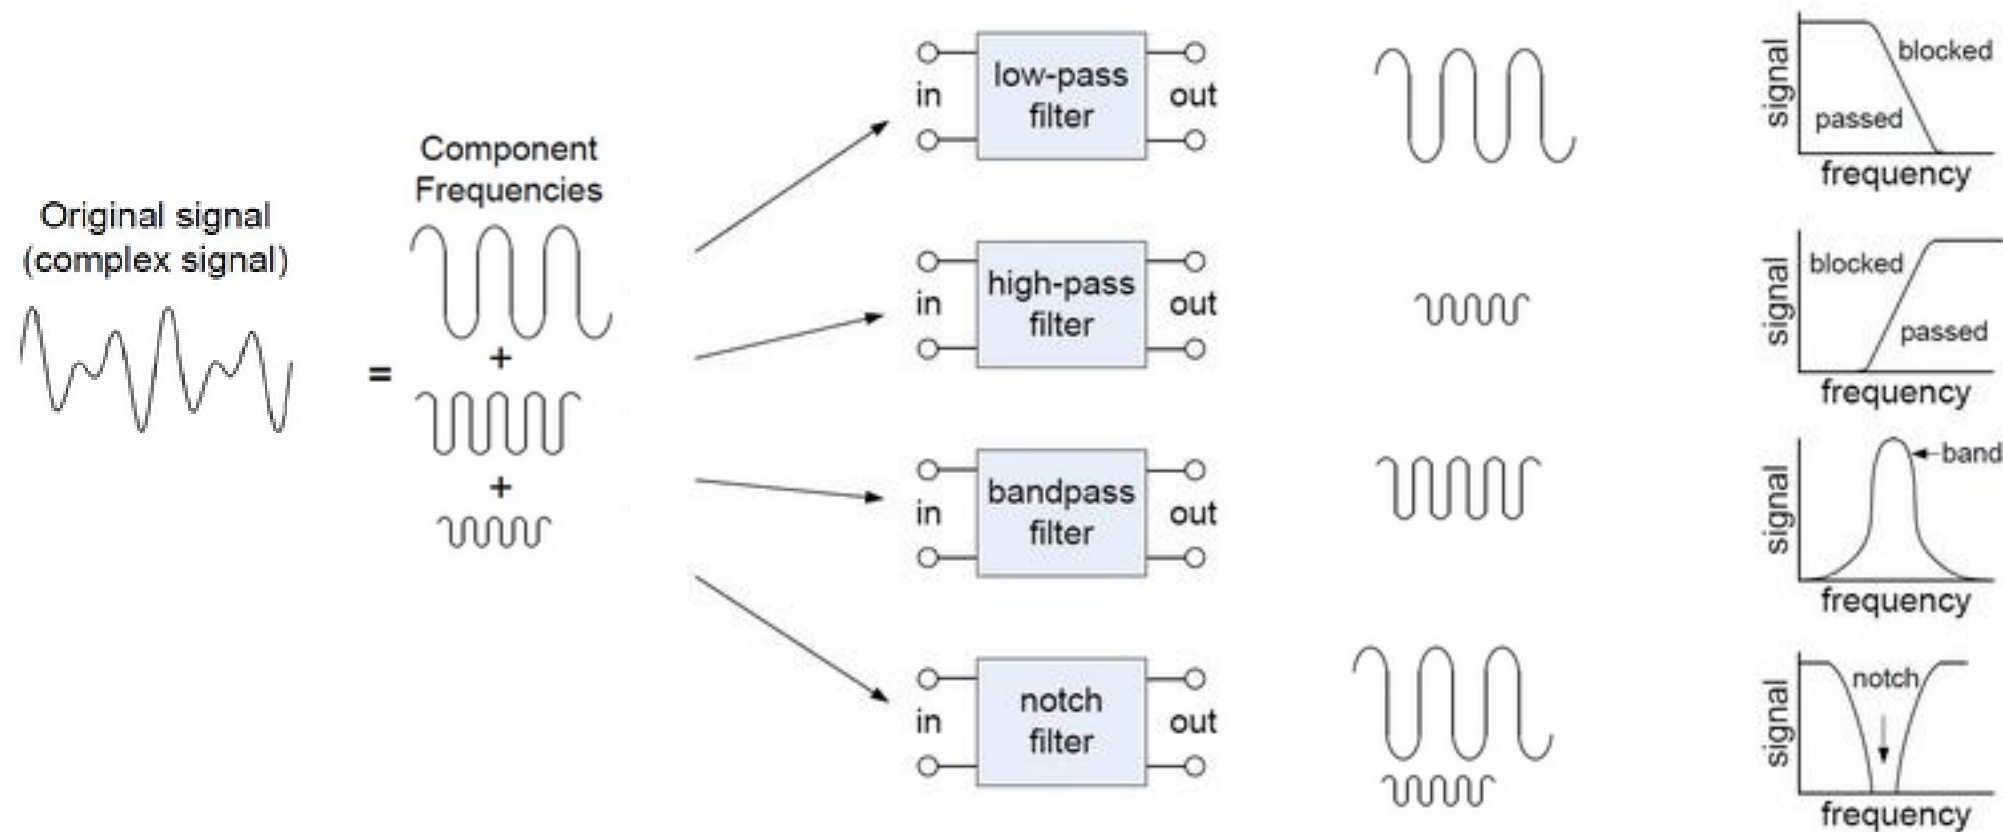 Original signal
(complex signal)
=
Component
Frequencies
+
+
in
low-pass
filter
out
blocked
passed
signal
frequency
in
high-pass
filter
out
blocked
passed
signal
frequency
in
bandpass
filter
out
band
signal
frequency
in
notch
filter
out
notch
signal
frequency